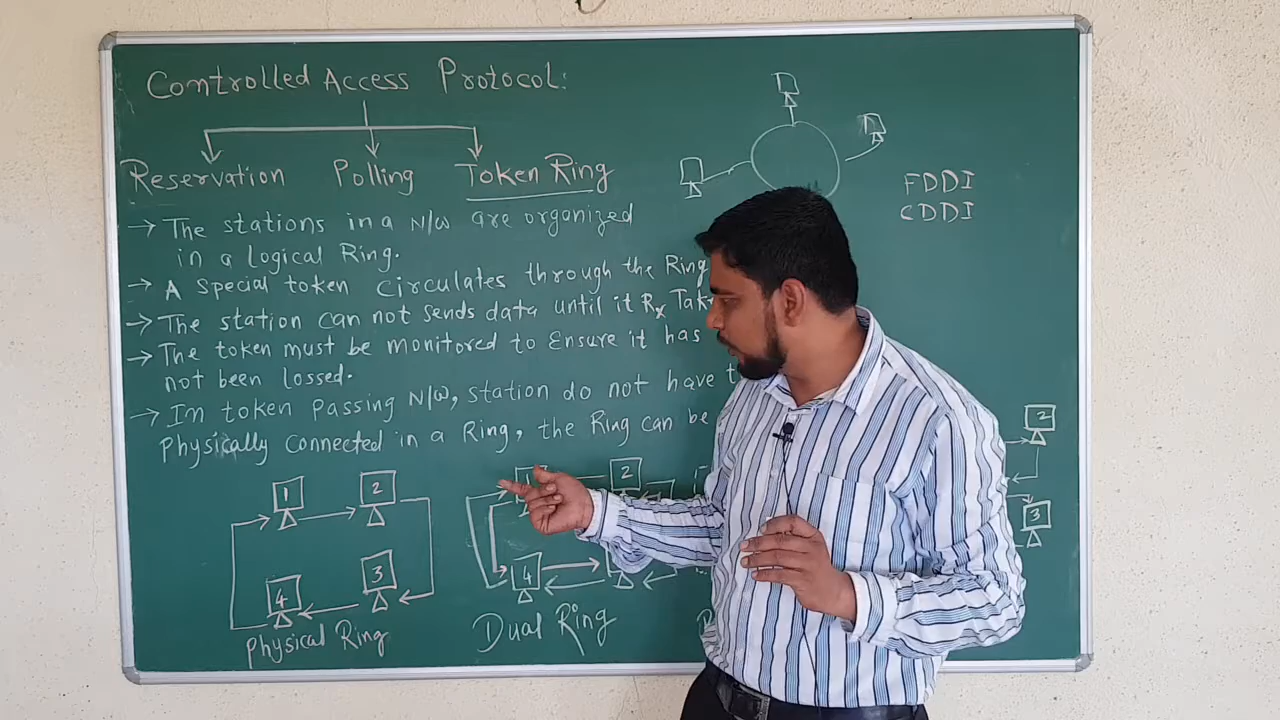 Controlled Access Protocol:
Reservation Polling Token Ring
FDDI
CDDI
→ The stations in a N/W are organized
in a Logical Ring.
→ A special token circulates through the Ring
→ The station can not sends data until it Rx
→ The token must be monitored to Ensure it has
not been lossed.
→ In token passing N/W, station do not have
physically connected in a Ring, the Ring can be
1 2
4 3
Physical Ring
1 2
4
Dual Ring
2
3